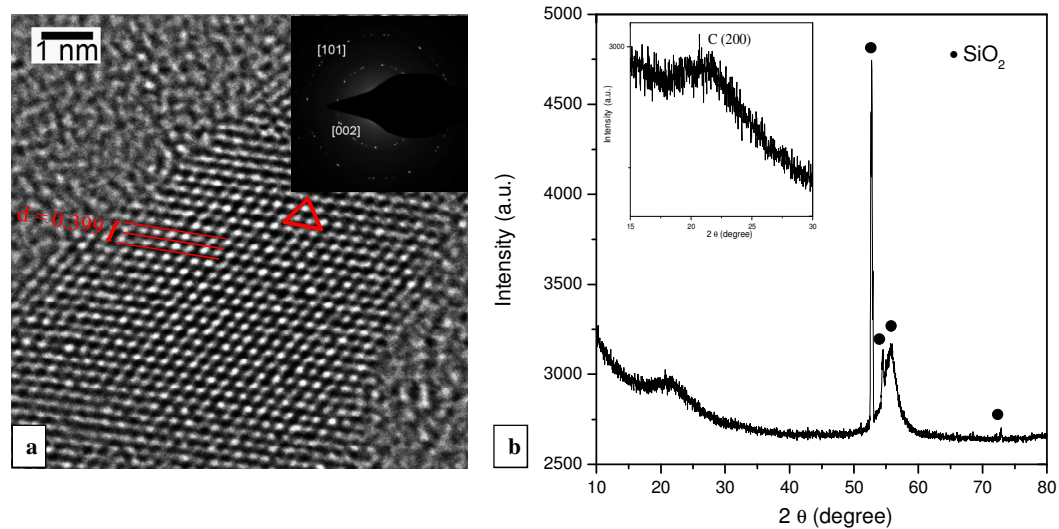 1 nm
[101]
[002]
d = 0.399
a
5000
4500
4000
3500
3000
2500
10
20
30
40
50
60
70
80
Intensity (a.u.)
2 θ (degree)
● SiO₂
3000
C (200)
Intensity (a.u.)
15
20
25
30
2 θ (degree)
b